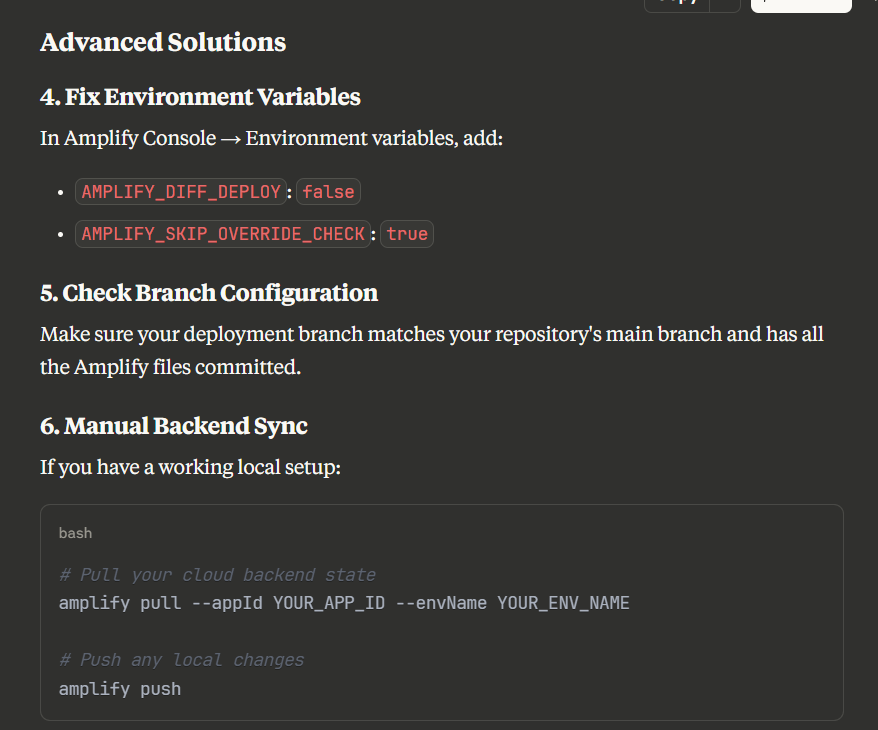 Advanced Solutions
4. Fix Environment Variables
In Amplify Console → Environment variables, add:
• AMPLIFY_DIFF_DEPLOY: false
• AMPLIFY_SKIP_OVERRIDE_CHECK: true
5. Check Branch Configuration
Make sure your deployment branch matches your repository's main branch and has all
the Amplify files committed.
6. Manual Backend Sync
If you have a working local setup:
bash
# Pull your cloud backend state
amplify pull --appId YOUR_APP_ID --envName YOUR_ENV_NAME
# Push any local changes
amplify push